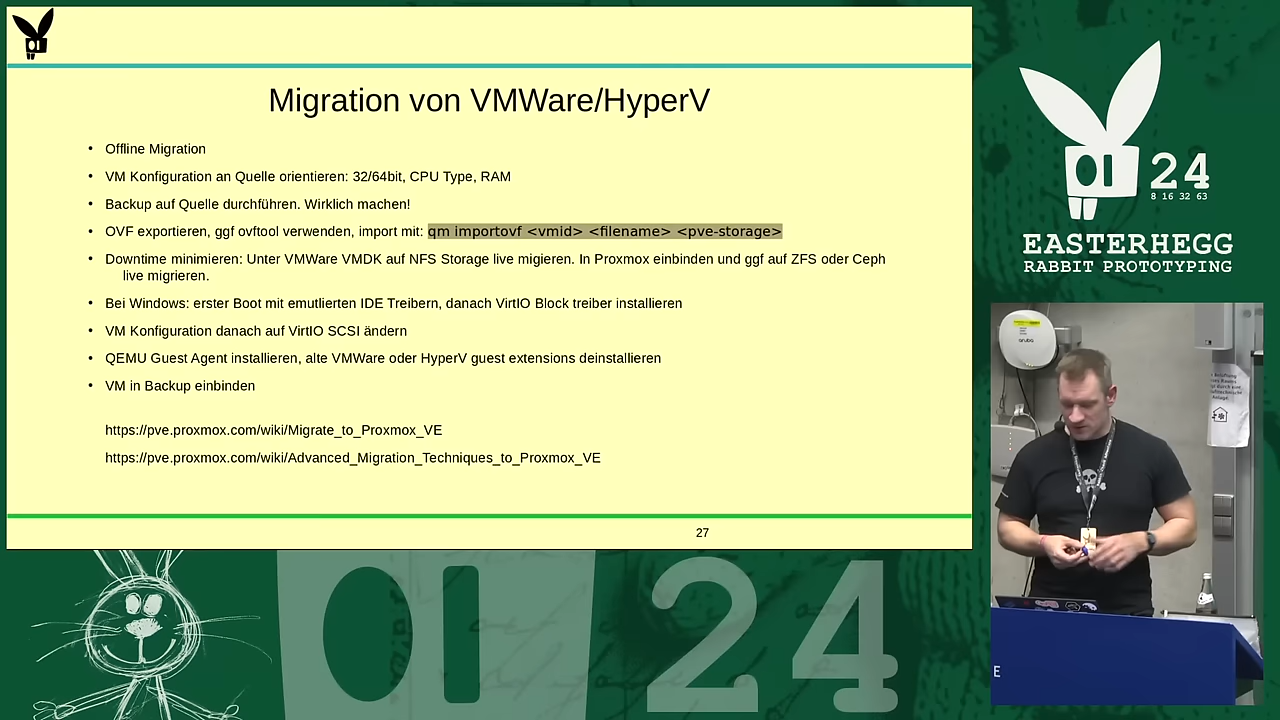 Migration von VMWare/HyperV
• Offline Migration
• VM Konfiguration an Quelle orientieren: 32/64bit, CPU Type, RAM
• Backup auf Quelle durchführen. Wirklich machen!
• OVF exportieren, ggf ovftool verwenden, import mit: qm importovf <vmid> <filename> <pve-storage>
• Downtime minimieren: Unter VMWare VMDK auf NFS Storage live migieren. In Proxmox einbinden und ggf auf ZFS oder Ceph
live migrieren.
• Bei Windows: erster Boot mit emutlierten IDE Treibern, danach VirtIO Block treiber installieren
• VM Konfiguration danach auf VirtIO SCSI ändern
• QEMU Guest Agent installieren, alte VMWare oder HyperV guest extensions deinstallieren
• VM in Backup einbinden
https://pve.proxmox.com/wiki/Migrate_to_Proxmox_VE
https://pve.proxmox.com/wiki/Advanced_Migration_Techniques_to_Proxmox_VE
27
24
8 16 32 63
EASTERHEGG
RABBIT PROTOTYPING
aruba
E
24